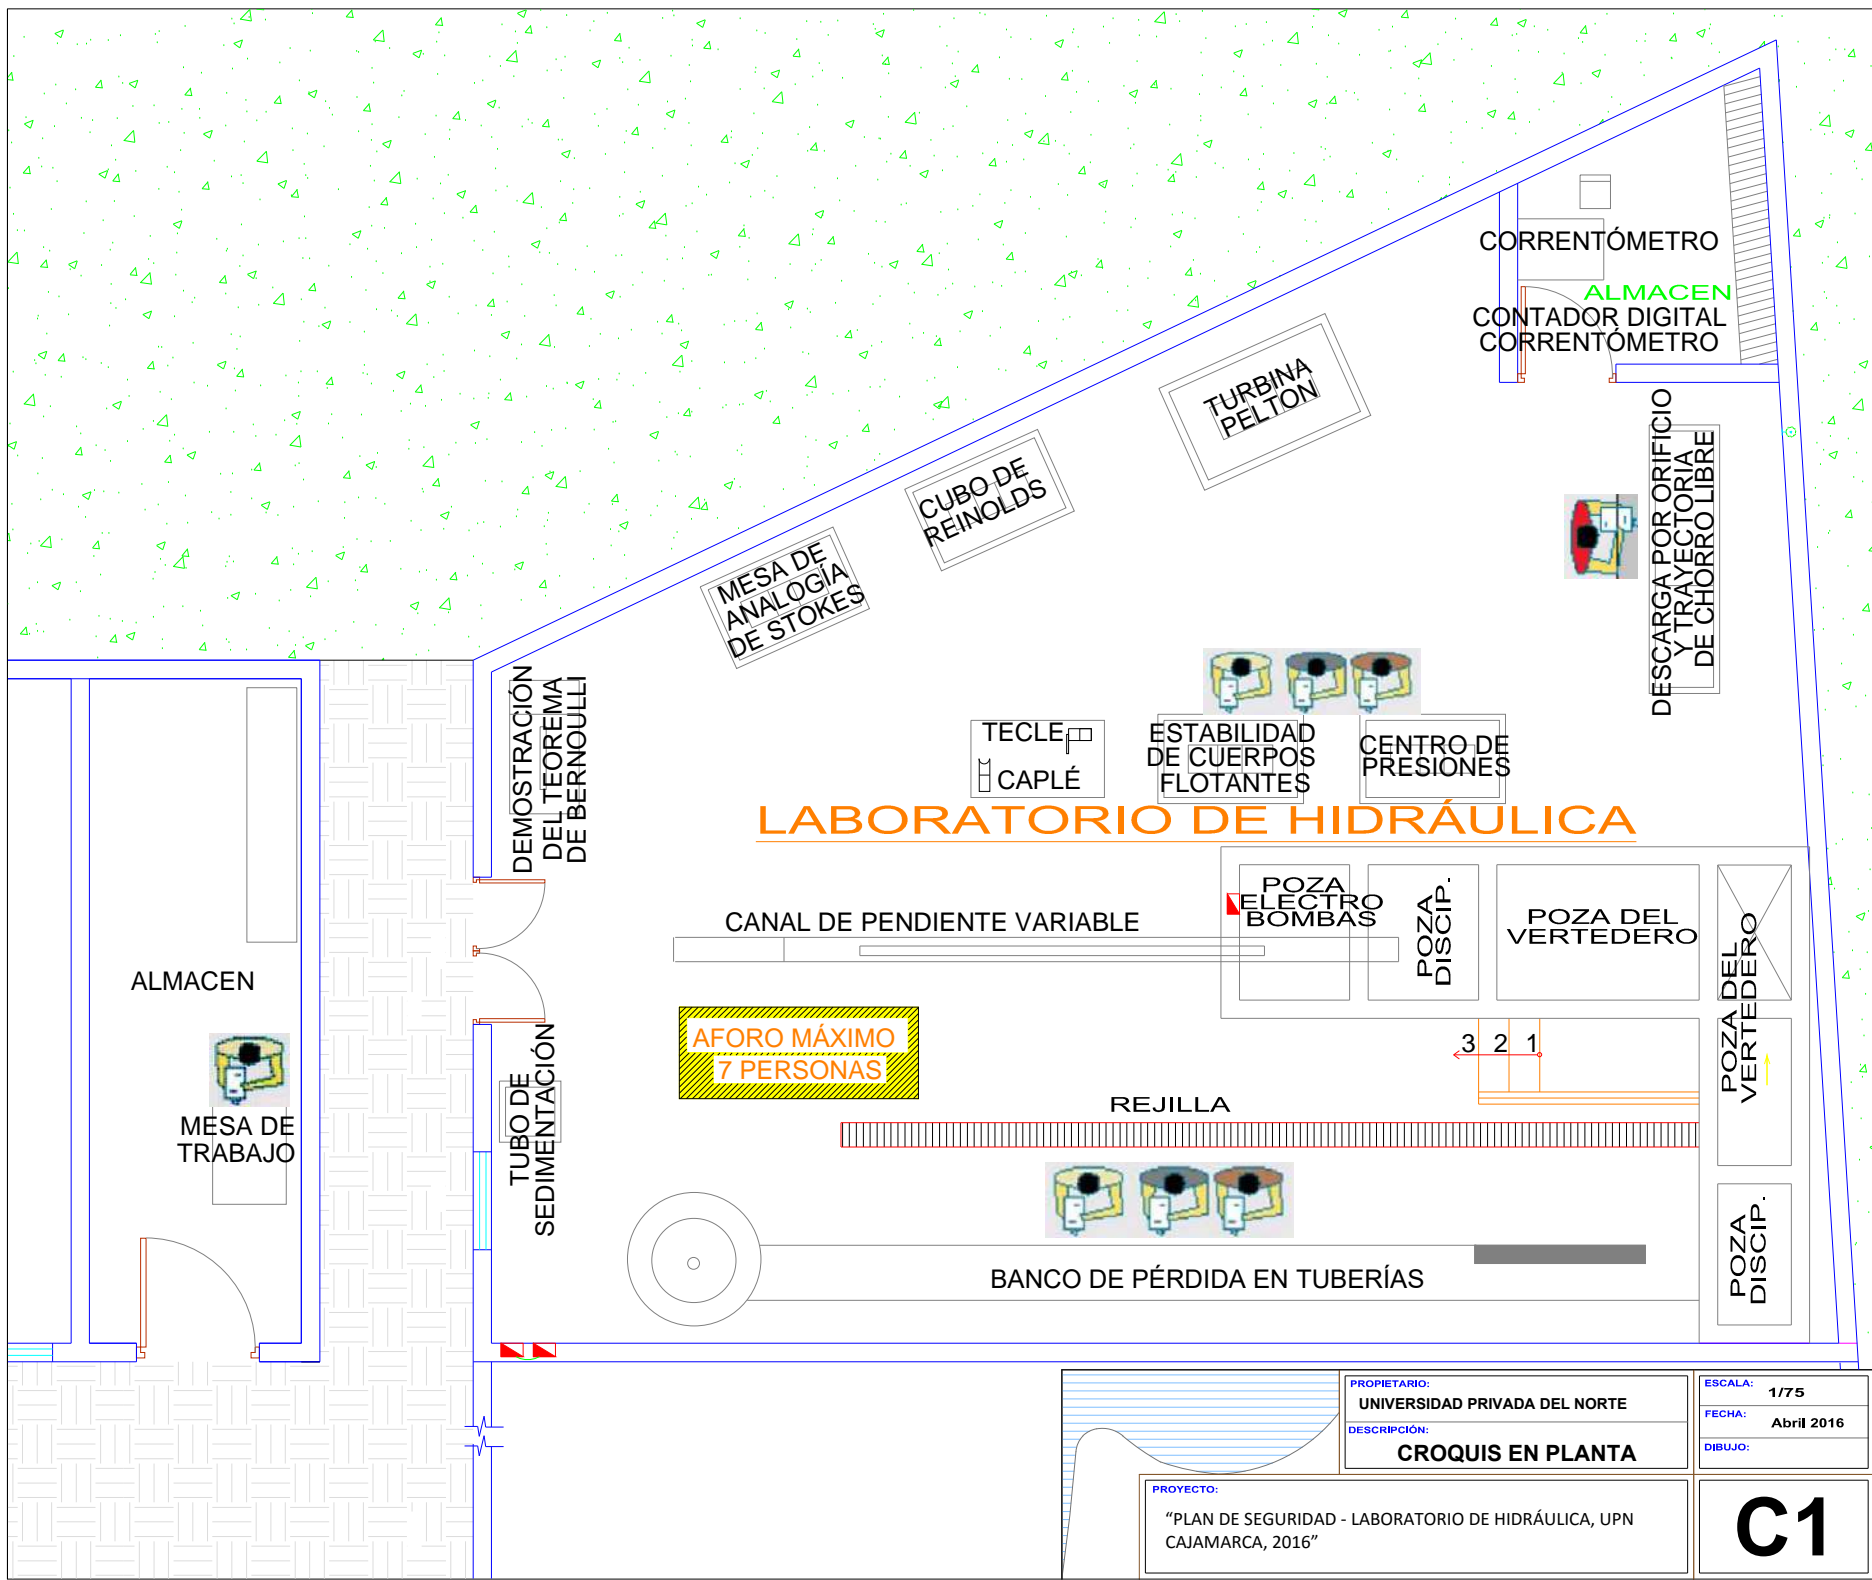 CORRENTÓMETRO
ALMACEN
CONTADOR DIGITAL
CORRENTÓMETRO
TURBINA
PELTON
CUBO DE
REINOLDS
MESA DE
ANALOGÍA
DE STOKES
DESCARGA POR ORIFICIO
Y TRAYECTORIA
DE CHORRO LIBRE
DEMOSTRACIÓN
DEL TEOREMA
DE BERNOULLI
TECLE
CAPLÉ
ESTABILIDAD
DE CUERPOS
FLOTANTES
CENTRO DE
PRESIONES
LABORATORIO DE HIDRÁULICA
POZA
ELECTRO
BOMBAS
POZA
DISCIP.
POZA DEL
VERTEDERO
POZA DEL
VERTEDERO
CANAL DE PENDIENTE VARIABLE
ALMACEN
AFORO MÁXIMO
7 PERSONAS
3 2 1
REJILLA
MESA DE
TRABAJO
TUBO DE
SEDIMENTACIÓN
BANCO DE PÉRDIDA EN TUBERÍAS
POZA
DISCIP.
PROPIETARIO:
UNIVERSIDAD PRIVADA DEL NORTE
DESCRIPCIÓN:
CROQUIS EN PLANTA
ESCALA: 1/75
FECHA: Abril 2016
DIBUJO:
PROYECTO:
“PLAN DE SEGURIDAD - LABORATORIO DE HIDRÁULICA, UPN
CAJAMARCA, 2016”
C1